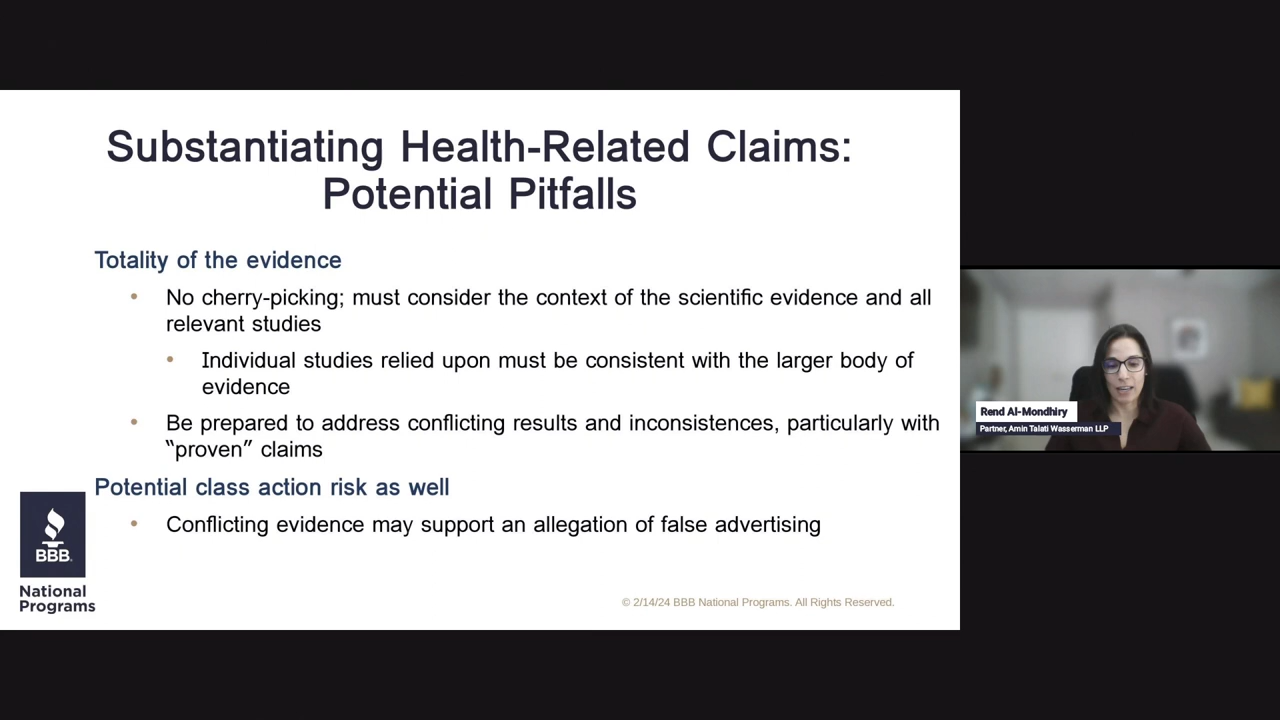 Substantiating Health-Related Claims:
Potential Pitfalls
Totality of the evidence
• No cherry-picking; must consider the context of the scientific evidence and all
relevant studies
• Individual studies relied upon must be consistent with the larger body of
evidence
• Be prepared to address conflicting results and inconsistences, particularly with
“proven” claims
Potential class action risk as well
• Conflicting evidence may support an allegation of false advertising
BBB
National
Programs
© 2/14/24 BBB National Programs. All Rights Reserved.
Rend Al-Mondhiry
Partner, Amin Talati Wasserman LLP